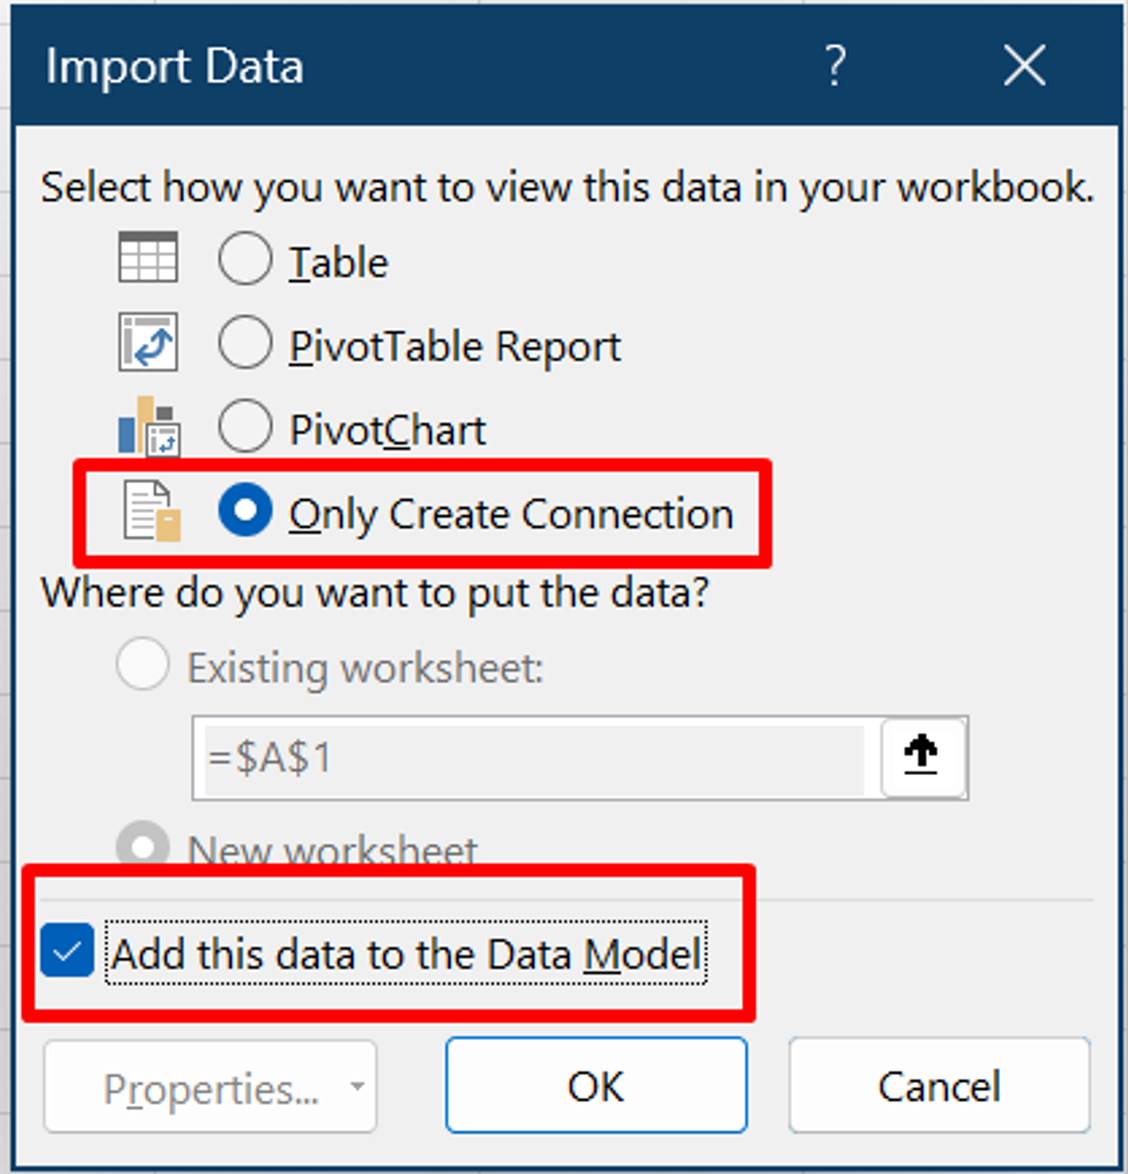 Import Data ?
Select how you want to view this data in your workbook.
Table
PivotTable Report
PivotChart
Only Create Connection
Where do you want to put the data?
Existing worksheet:
=$A$1
New worksheet
Add this data to the Data Model
Properties...
OK
Cancel